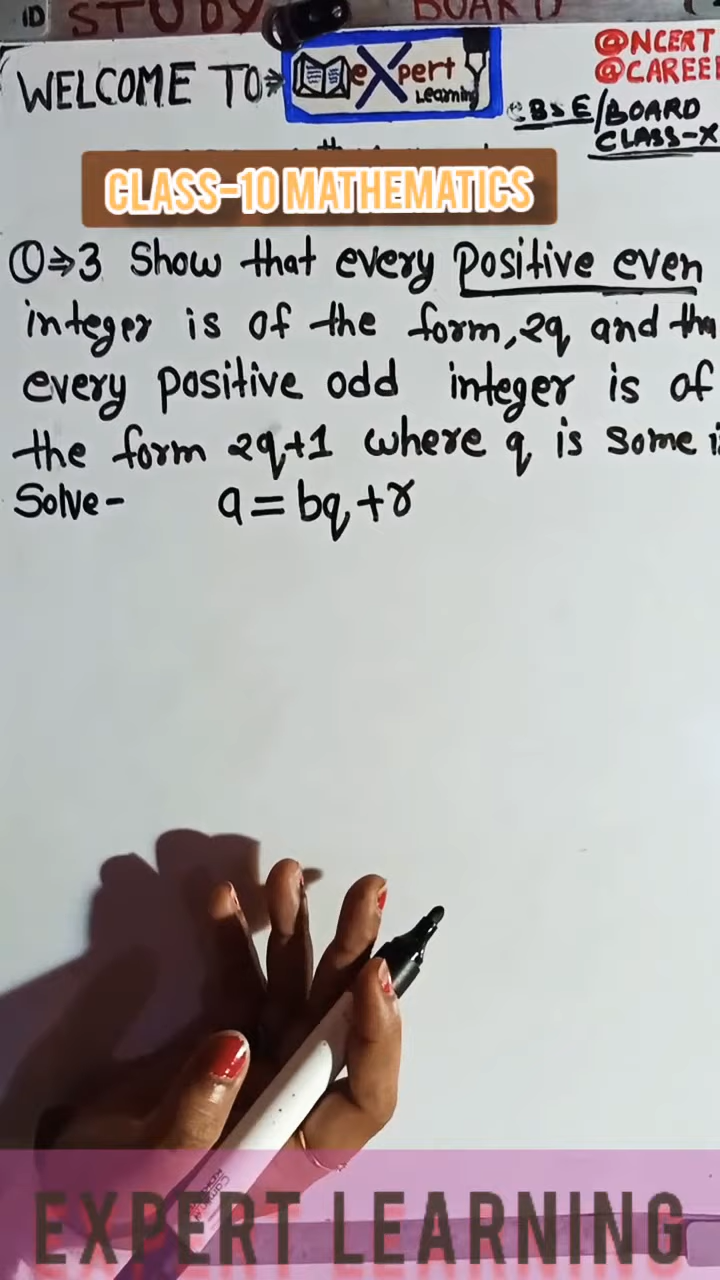 ID STUDY BOARD
WELCOME TO⇒ eXpert Learning
@NCERT
@CAREE
CBSE/BOARD
CLASS-X
CLASS-10 MATHEMATICS
Q⇒3 Show that every positive even
integer is of the form, 2q and tha
every positive odd integer is of
the form 2q+1 where q is some i
Solve- a = bq + r
EXPERT LEARNING